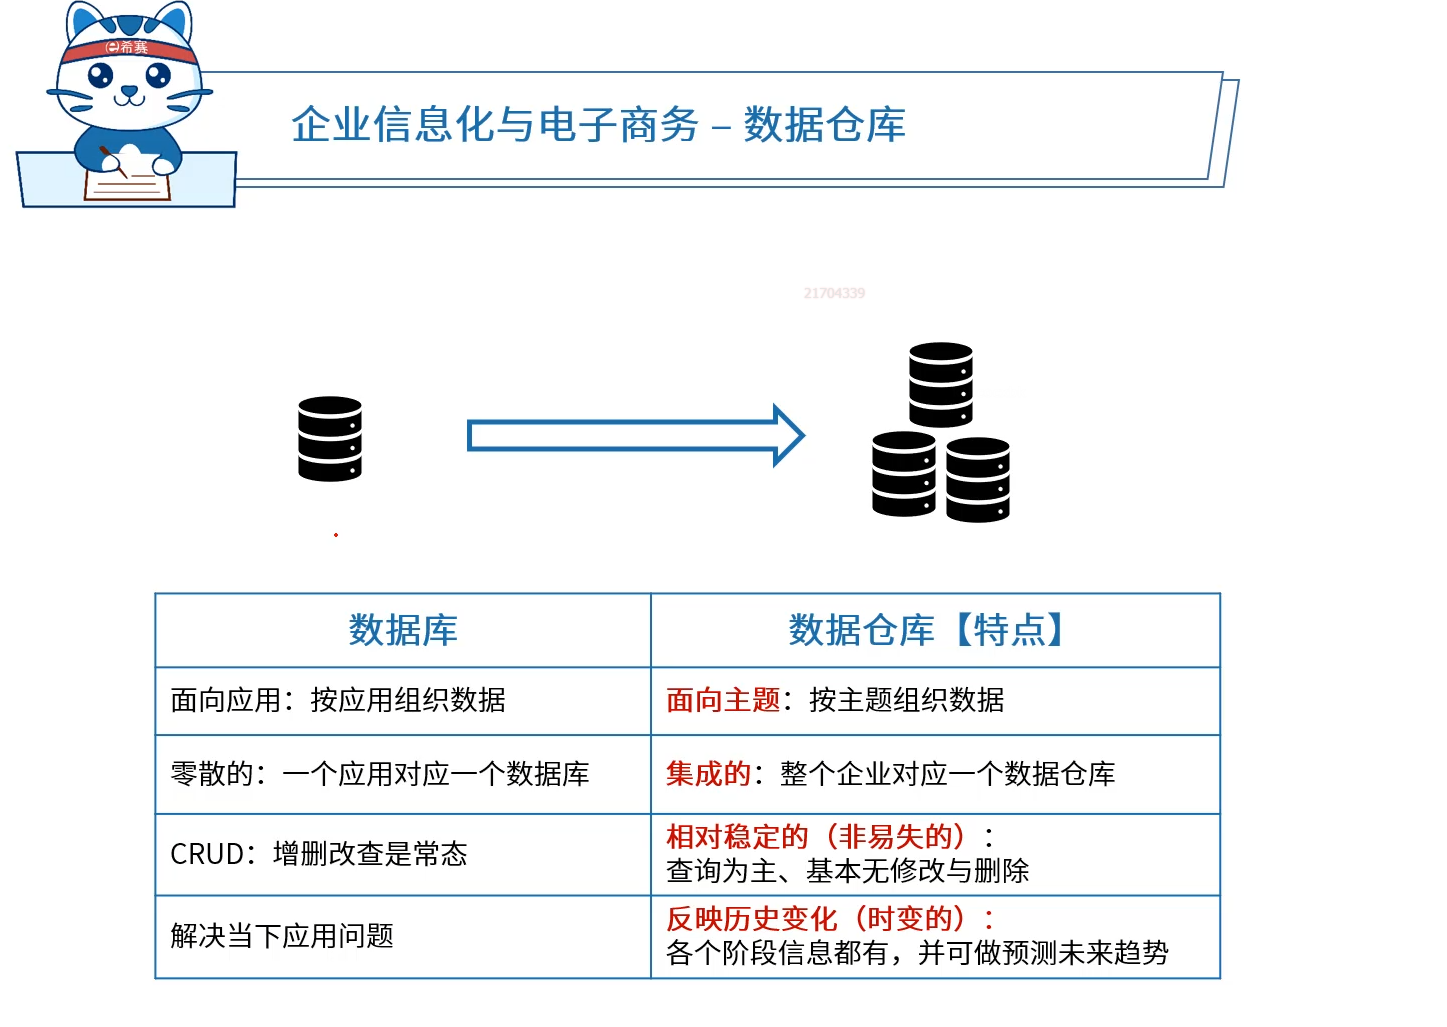 希赛
企业信息化与电子商务 – 数据仓库
21704339
数据库
数据仓库【特点】
面向应用：按应用组织数据
面向主题：按主题组织数据
零散的：一个应用对应一个数据库
集成的：整个企业对应一个数据仓库
CRUD：增删改查是常态
相对稳定的（非易失的）：
查询为主、基本无修改与删除
解决当下应用问题
反映历史变化（时变的）：
各个阶段信息都有，并可做预测未来趋势